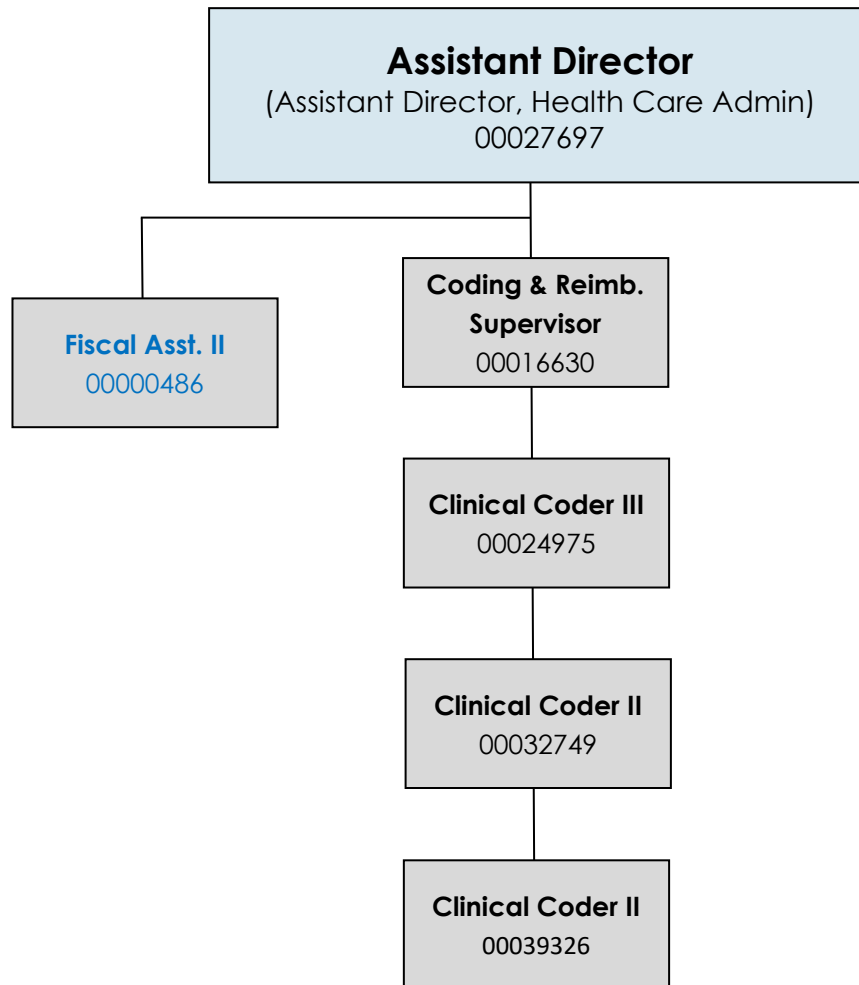 Assistant Director
(Assistant Director, Health Care Admin)
00027697
Fiscal Asst. II
00000486
Coding & Reimb.
Supervisor
00016630
Clinical Coder III
00024975
Clinical Coder II
00032749
Clinical Coder II
00039326